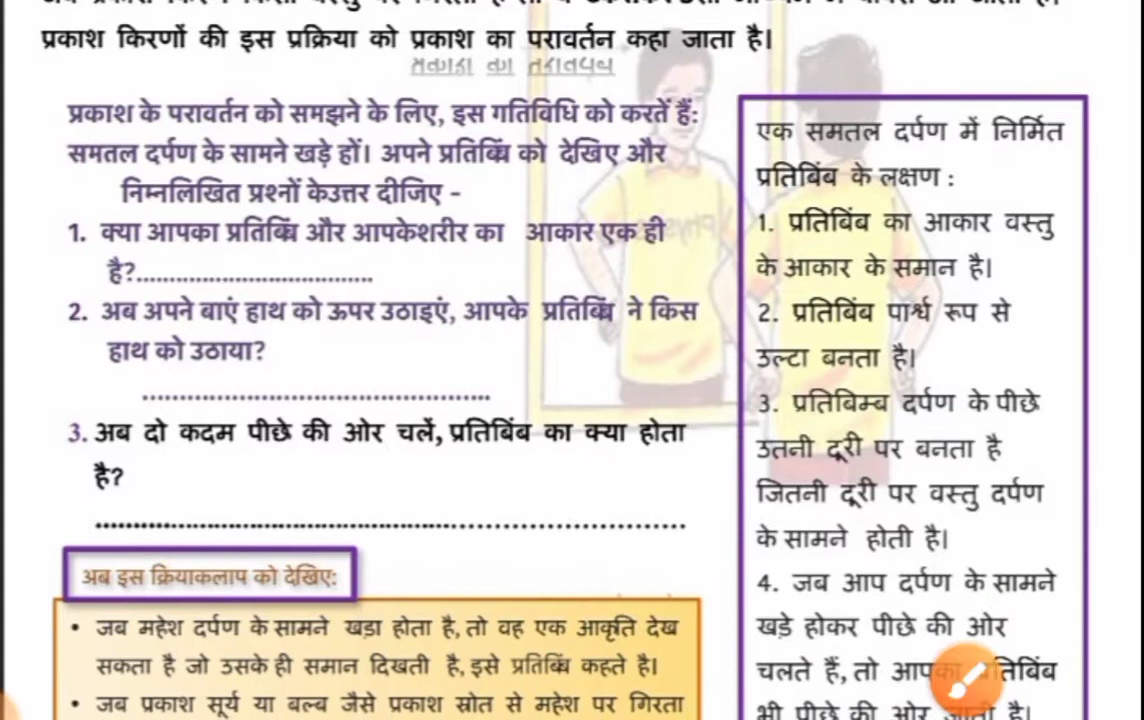 प्रकाश किरणों की इस प्रक्रिया को प्रकाश का परावर्तन कहा जाता है।
प्रकाश के परावर्तन को समझने के लिए, इस गतिविधि को करतें हैं:
समतल दर्पण के सामने खड़े हों। अपने प्रतिबिंब को देखिए और
निम्नलिखित प्रश्नों केउत्तर दीजिए -
1. क्या आपका प्रतिबिंब और आपकेशरीर का आकार एक ही
है?...................................
2. अब अपने बाएं हाथ को ऊपर उठाइएं, आपके प्रतिबिंब ने किस
हाथ को उठाया?
....................................................
3. अब दो कदम पीछे की ओर चलें, प्रतिबिंब का क्या होता
है?
................................................................................
अब इस क्रियाकलाप को देखिए:
• जब महेश दर्पण के सामने खड़ा होता है, तो वह एक आकृति देख
सकता है जो उसके ही समान दिखती है, इसे प्रतिबिंब कहते है।
• जब प्रकाश सूर्य या बल्ब जैसे प्रकाश स्रोत से महेश पर गिरता
एक समतल दर्पण में निर्मित
प्रतिबिंब के लक्षण :
1. प्रतिबिंब का आकार वस्तु
के आकार के समान है।
2. प्रतिबिंब पार्श्व रूप से
उल्टा बनता है।
3. प्रतिबिम्ब दर्पण के पीछे
उतनी दूरी पर बनता है
जितनी दूरी पर वस्तु दर्पण
के सामने होती है।
4. जब आप दर्पण के सामने
खड़े होकर पीछे की ओर
चलते हैं, तो
भी पीछे की ओर जाती है।